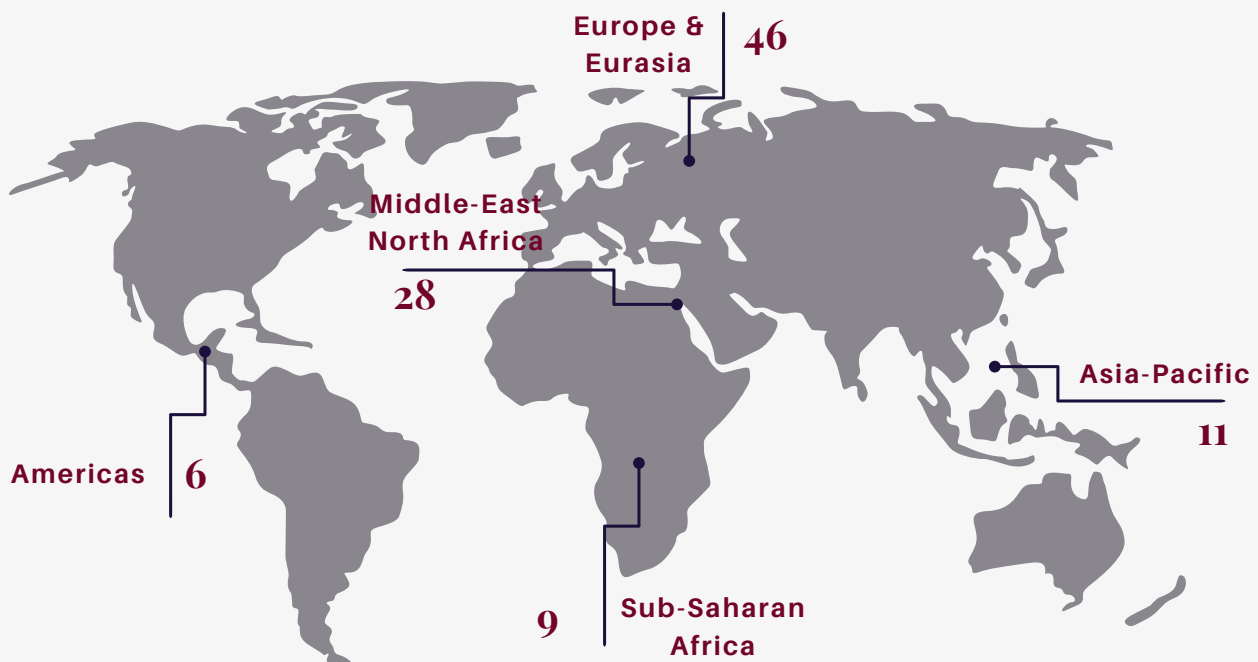 Europe &
Eurasia
46
Middle-East
North Africa
28
Asia-Pacific
11
Americas
6
9
Sub-Saharan
Africa